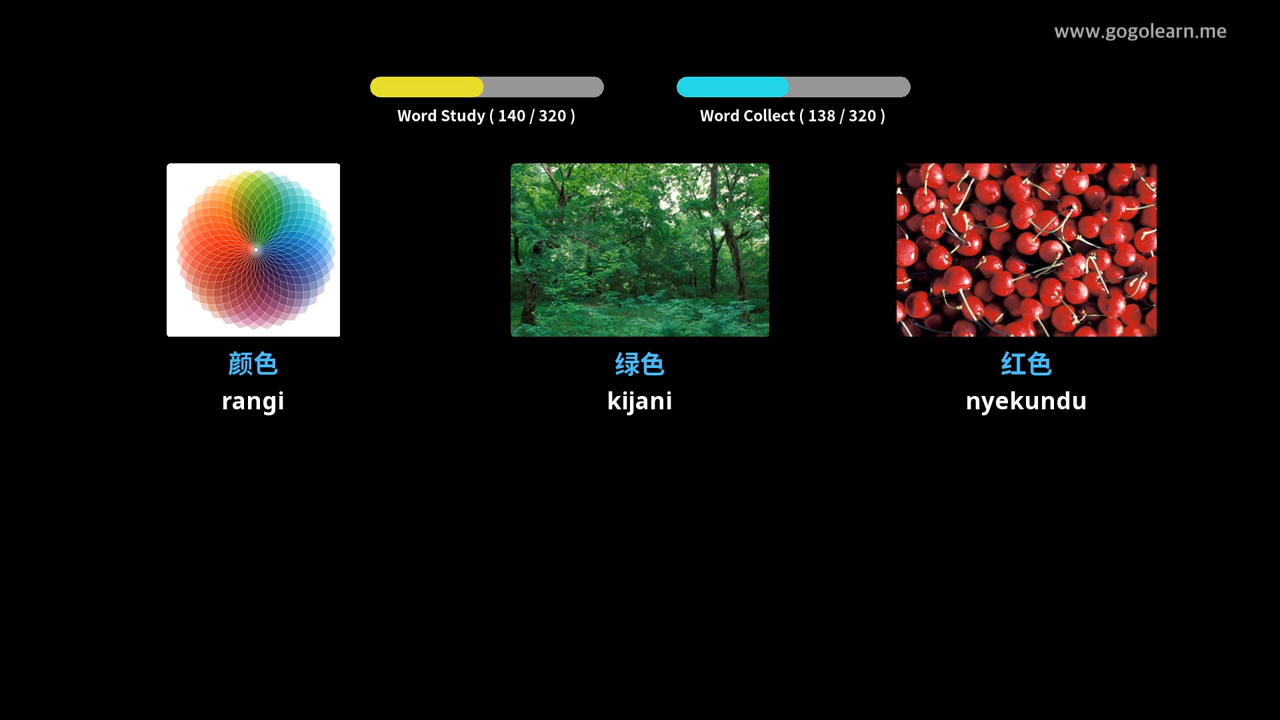 www.gogolearn.me
Word Study ( 140 / 320 )
Word Collect ( 138 / 320 )
颜色
rangi
绿色
kijani
红色
nyekundu